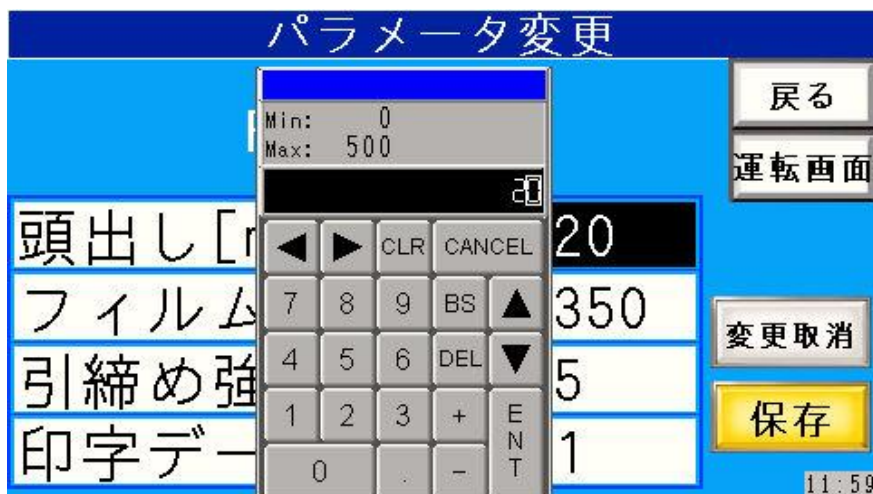 パラメータ変更
戻る
運転画面
Min: 0
Max: 500
20
頭出し[
20
フィルム
350
引締め強
5
印字デー
1
◀ ▶ CLR CANCEL
7 8 9 BS ▲
4 5 6 DEL ▼
1 2 3 + ENT
0 . -
変更取消
保存
11:59